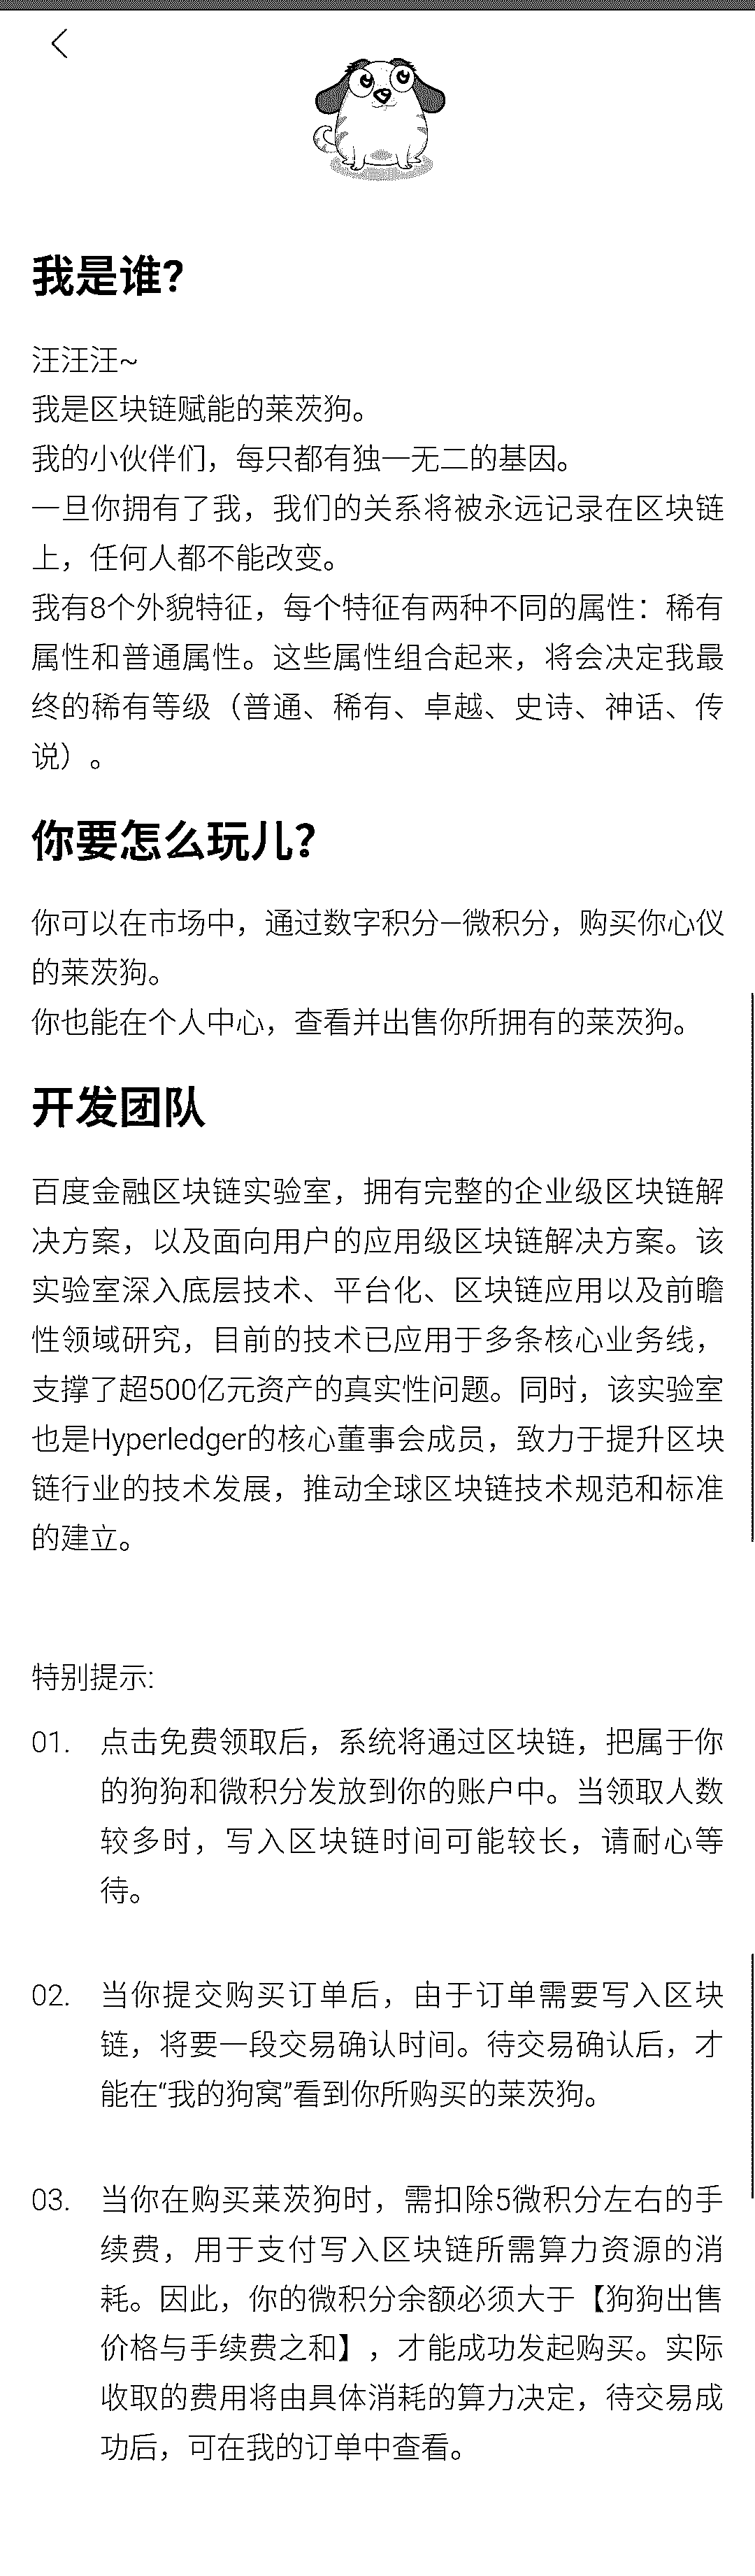 我是谁?
汪汪汪~
我是区块链赋能的莱茨狗。
我的小伙伴们，每只都有独一无二的基因。
一旦你拥有了我，我们的关系将被永远记录在区块链
上，任何人都不能改变。
我有8个外貌特征，每个特征有两种不同的属性：稀有
属性和普通属性。这些属性组合起来，将会决定我最
终的稀有等级（普通、稀有、卓越、史诗、神话、传
说）。
你要怎么玩儿?
你可以在市场中，通过数字积分–微积分，购买你心仪
的莱茨狗。
你也能在个人中心，查看并出售你所拥有的莱茨狗。
开发团队
百度金融区块链实验室，拥有完整的企业级区块链解
决方案，以及面向用户的应用级区块链解决方案。该
实验室深入底层技术、平台化、区块链应用以及前瞻
性领域研究，目前的技术已应用于多条核心业务线，
支撑了超500亿元资产的真实性问题。同时，该实验室
也是Hyperledger的核心董事会成员，致力于提升区块
链行业的技术发展，推动全球区块链技术规范和标准
的建立。
特别提示:
01. 点击免费领取后，系统将通过区块链，把属于你
的狗狗和微积分发放到你的账户中。当领取人数
较多时，写入区块链时间可能较长，请耐心等
待。
02. 当你提交购买订单后，由于订单需要写入区块
链，将要一段交易确认时间。待交易确认后，才
能在“我的狗窝”看到你所购买的莱茨狗。
03. 当你在购买莱茨狗时，需扣除5微积分左右的手
续费，用于支付写入区块链所需算力资源的消
耗。因此，你的微积分余额必须大于【狗狗出售
价格与手续费之和】，才能成功发起购买。实际
收取的费用将由具体消耗的算力决定，待交易成
功后，可在我的订单中查看。